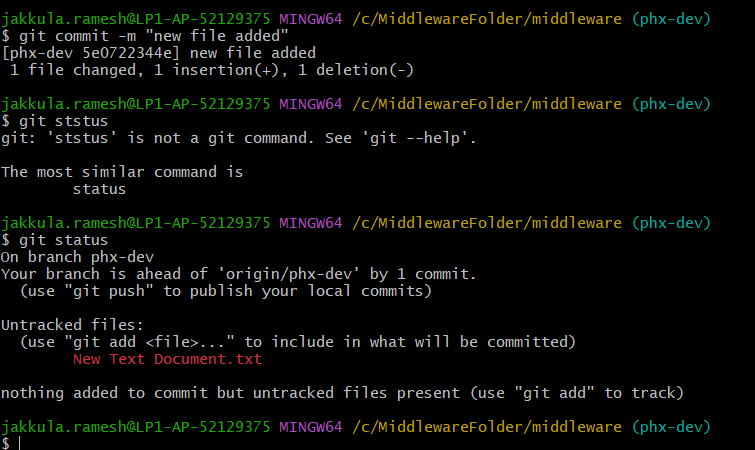 jakkula.ramesh@LP1-AP-52129375 MINGW64 /c/MiddlewareFolder/middleware (phx-dev)
$ git commit -m "new file added"
[phx-dev 5e0722344e] new file added
 1 file changed, 1 insertion(+), 1 deletion(-)

jakkula.ramesh@LP1-AP-52129375 MINGW64 /c/MiddlewareFolder/middleware (phx-dev)
$ git ststus
git: 'ststus' is not a git command. See 'git --help'.

The most similar command is
        status

jakkula.ramesh@LP1-AP-52129375 MINGW64 /c/MiddlewareFolder/middleware (phx-dev)
$ git status
On branch phx-dev
Your branch is ahead of 'origin/phx-dev' by 1 commit.
  (use "git push" to publish your local commits)

Untracked files:
  (use "git add <file>..." to include in what will be committed)
        New Text Document.txt

nothing added to commit but untracked files present (use "git add" to track)

jakkula.ramesh@LP1-AP-52129375 MINGW64 /c/MiddlewareFolder/middleware (phx-dev)
$